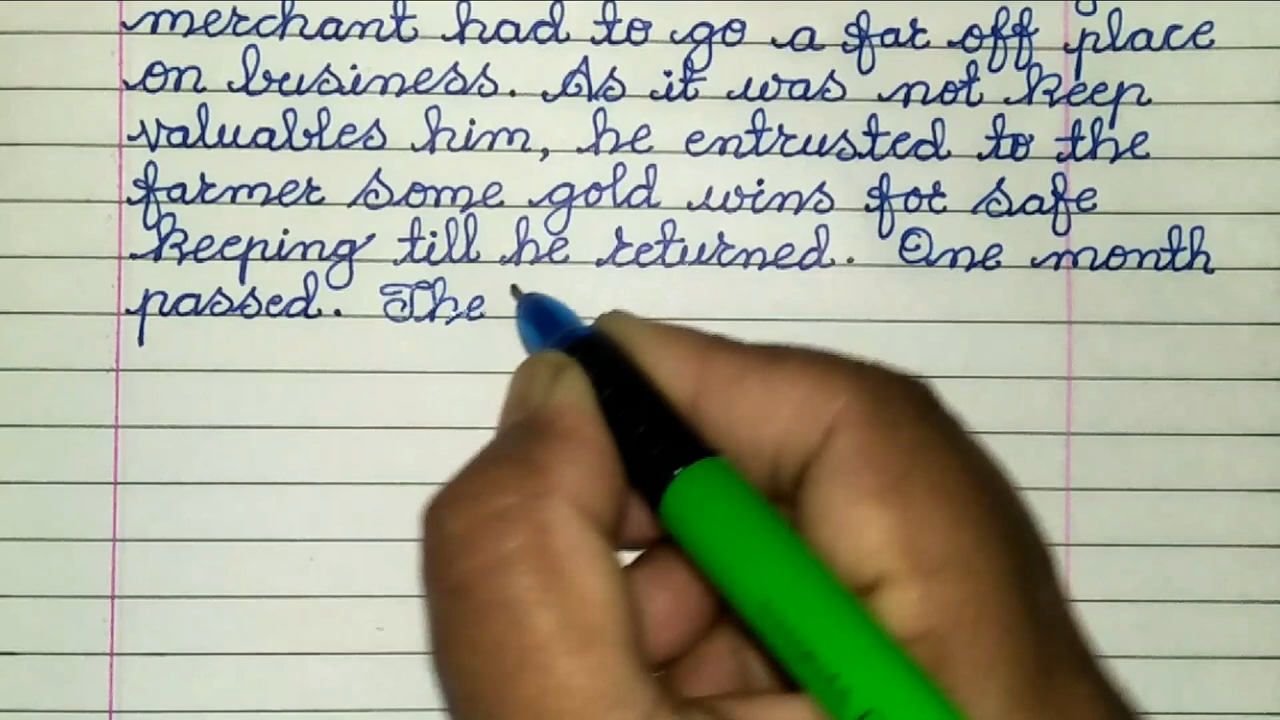 merchant had to go a far off place
on business. As it was not keep
valuables him, he entrusted to the
farmer some gold wins for safe
keeping till he returned. One month
passed. The